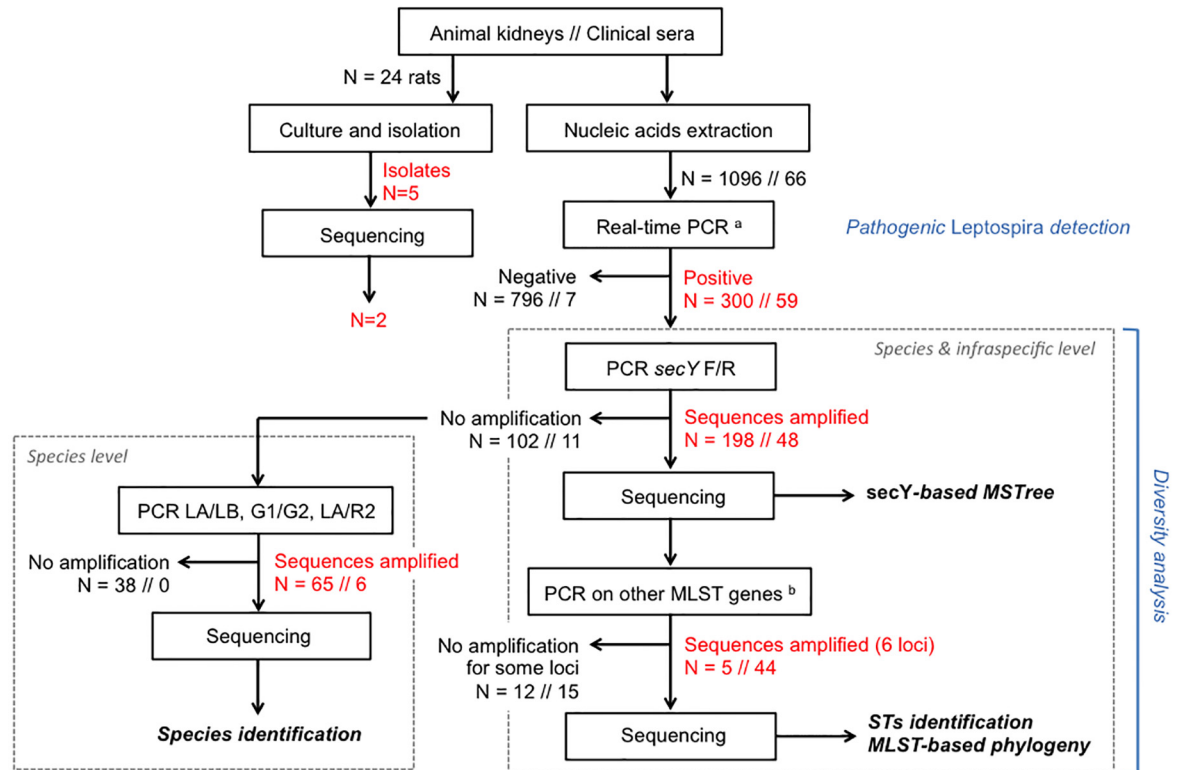 Animal kidneys // Clinical sera
N = 24 rats
Culture and isolation
Nucleic acids extraction
Isolates
N=5
N = 1096 // 66
Sequencing
Real-time PCR ᵃ
Pathogenic Leptospira detection
N=2
Negative
N = 796 // 7
Positive
N = 300 // 59
Species & infraspecific level
PCR secY F/R
No amplification
N = 102 // 11
Sequences amplified
N = 198 // 48
Species level
Sequencing
secY-based MSTree
PCR LA/LB, G1/G2, LA/R2
No amplification
N = 38 // 0
Sequences amplified
N = 65 // 6
PCR on other MLST genes ᵇ
Sequencing
No amplification
for some loci
N = 12 // 15
Sequences amplified (6 loci)
N = 5 // 44
Species identification
Sequencing
STs identification
MLST-based phylogeny
Diversity analysis